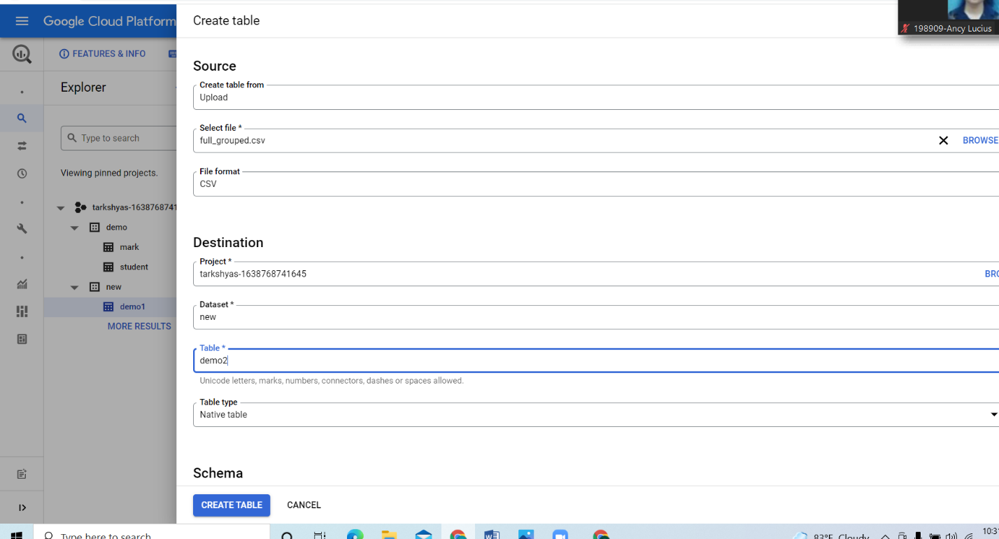 Google Cloud Platform
Create table
198909-Ancy Lucius
FEATURES & INFO
Explorer
Type to search
Viewing pinned projects.
tarkshyas-1638768741
demo
mark
student
new
demo1
MORE RESULTS
Source
Create table from
Upload
Select file *
full_grouped.csv
BROWSE
File format
CSV
Destination
Project *
tarkshyas-1638768741645
BRO
Dataset *
new
Table *
demo2
Unicode letters, marks, numbers, connectors, dashes or spaces allowed.
Table type
Native table
Schema
CREATE TABLE
CANCEL
Type here to search
83°F Cloudy
10:3